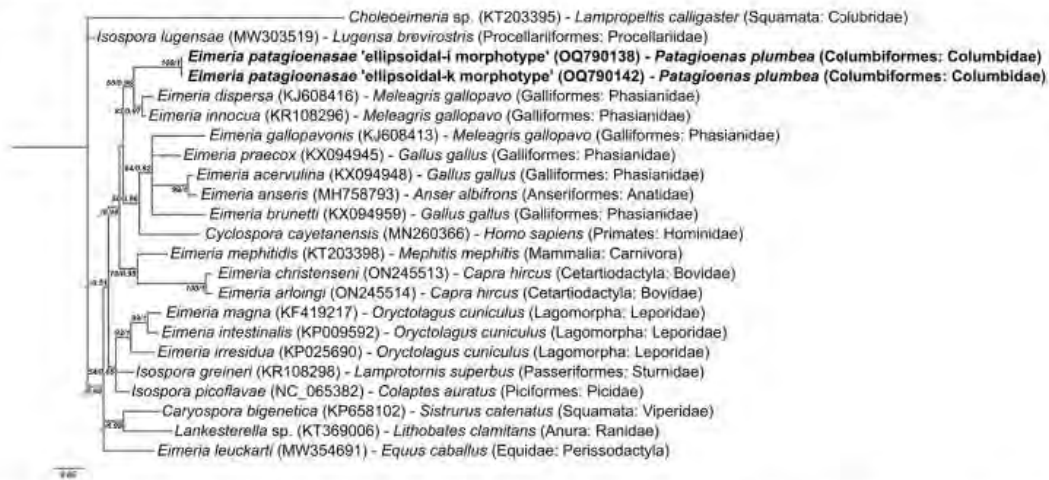 Choleoeimeria sp. (KT203395) - Lampropeltis calligaster (Squamata: Colubridae)
Isospora lugensae (MW303519) - Lugensa brevirostris (Procellariiformes: Procellariidae)
Eimeria patagioenasae 'ellipsoidal-i morphotype' (OQ790138) - Patagioenas plumbea (Columbiformes: Columbidae)
Eimeria patagioenasae 'ellipsoidal-k morphotype' (OQ790142) - Patagioenas plumbea (Columbiformes: Columbidae)
Eimeria dispersa (KJ608416) - Meleagris gallopavo (Galliformes: Phasianidae)
Eimeria innocua (KR108296) - Meleagris gallopavo (Galliformes: Phasianidae)
Eimeria gallopavonis (KJ608413) - Meleagris gallopavo (Galliformes: Phasianidae)
Eimeria praecox (KX094945) - Gallus gallus (Galliformes: Phasianidae)
Eimeria acervulina (KX094948) - Gallus gallus (Galliformes: Phasianidae)
Eimeria anseris (MH758793) - Anser albifrons (Anseriformes: Anatidae)
Eimeria brunetti (KX094959) - Gallus gallus (Galliformes: Phasianidae)
Cyclospora cayetanensis (MN260366) - Homo sapiens (Primates: Hominidae)
Eimeria mephitidis (KT203398) - Mephitis mephitis (Mammalia: Carnivora)
Eimeria christenseni (ON245513) - Capra hircus (Cetartiodactyla: Bovidae)
Eimeria arloingi (ON245514) - Capra hircus (Cetartiodactyla: Bovidae)
Eimeria magna (KF419217) - Oryctolagus cuniculus (Lagomorpha: Leporidae)
Eimeria intestinalis (KP009592) - Oryctolagus cuniculus (Lagomorpha: Leporidae)
Eimeria irresidua (KP025690) - Oryctolagus cuniculus (Lagomorpha: Leporidae)
Isospora greineri (KR108298) - Lamprotornis superbus (Passeriformes: Sturnidae)
Isospora picoflavae (NC_065382) - Colaptes auratus (Piciformes: Picidae)
Caryospora bigenetica (KP658102) - Sistrurus catenatus (Squamata: Viperidae)
Lankesterella sp. (KT369006) - Lithobates clamitans (Anura: Ranidae)
Eimeria leuckarti (MW354691) - Equus caballus (Equidae: Perissodactyla)